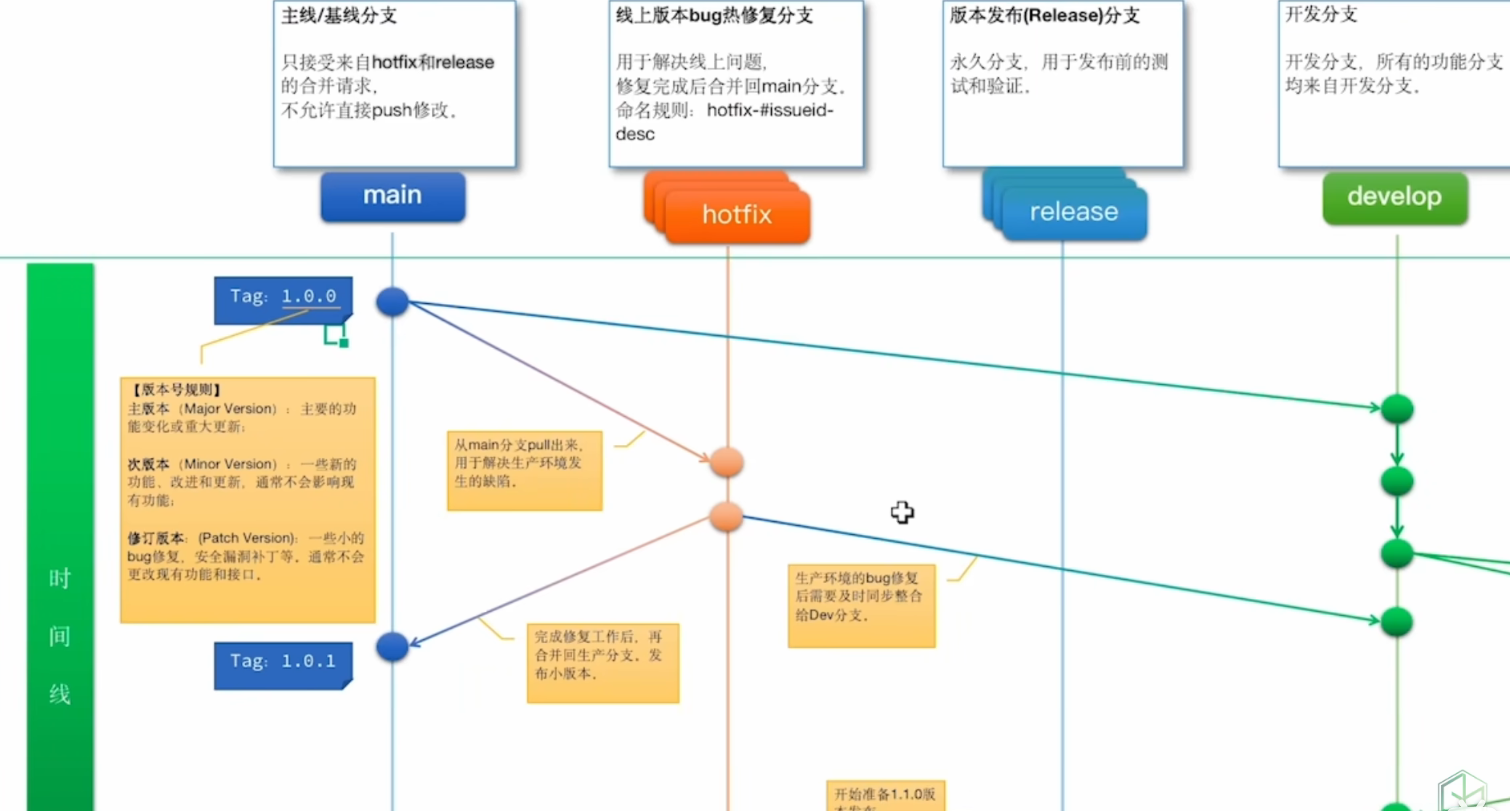 主线/基线分支
只接受来自hotfix和release
的合并请求，
不允许直接push修改。
线上版本bug热修复分支
用于解决线上问题，
修复完成后合并回main分支。
命名规则：hotfix-#issueid-
desc
版本发布(Release)分支
永久分支，用于发布前的测
试和验证。
开发分支
开发分支，所有的功能分支
均来自开发分支。
main
hotfix
release
develop
Tag: 1.0.0
【版本号规则】
主版本（Major Version）：主要的功
能变化或重大更新；
次版本（Minor Version）：一些新的
功能、改进和更新，通常不会影响现
有功能；
修订版本：(Patch Version)：一些小的
bug修复，安全漏洞补丁等。通常不会
更改现有功能和接口。
从main分支pull出来，
用于解决生产环境发
生的缺陷。
生产环境的bug修复
后需要及时同步整合
给Dev分支。
完成修复工作后，再
合并回生产分支。发
布小版本。
Tag: 1.0.1
时
间
线
开始准备1.1.0版
本发布